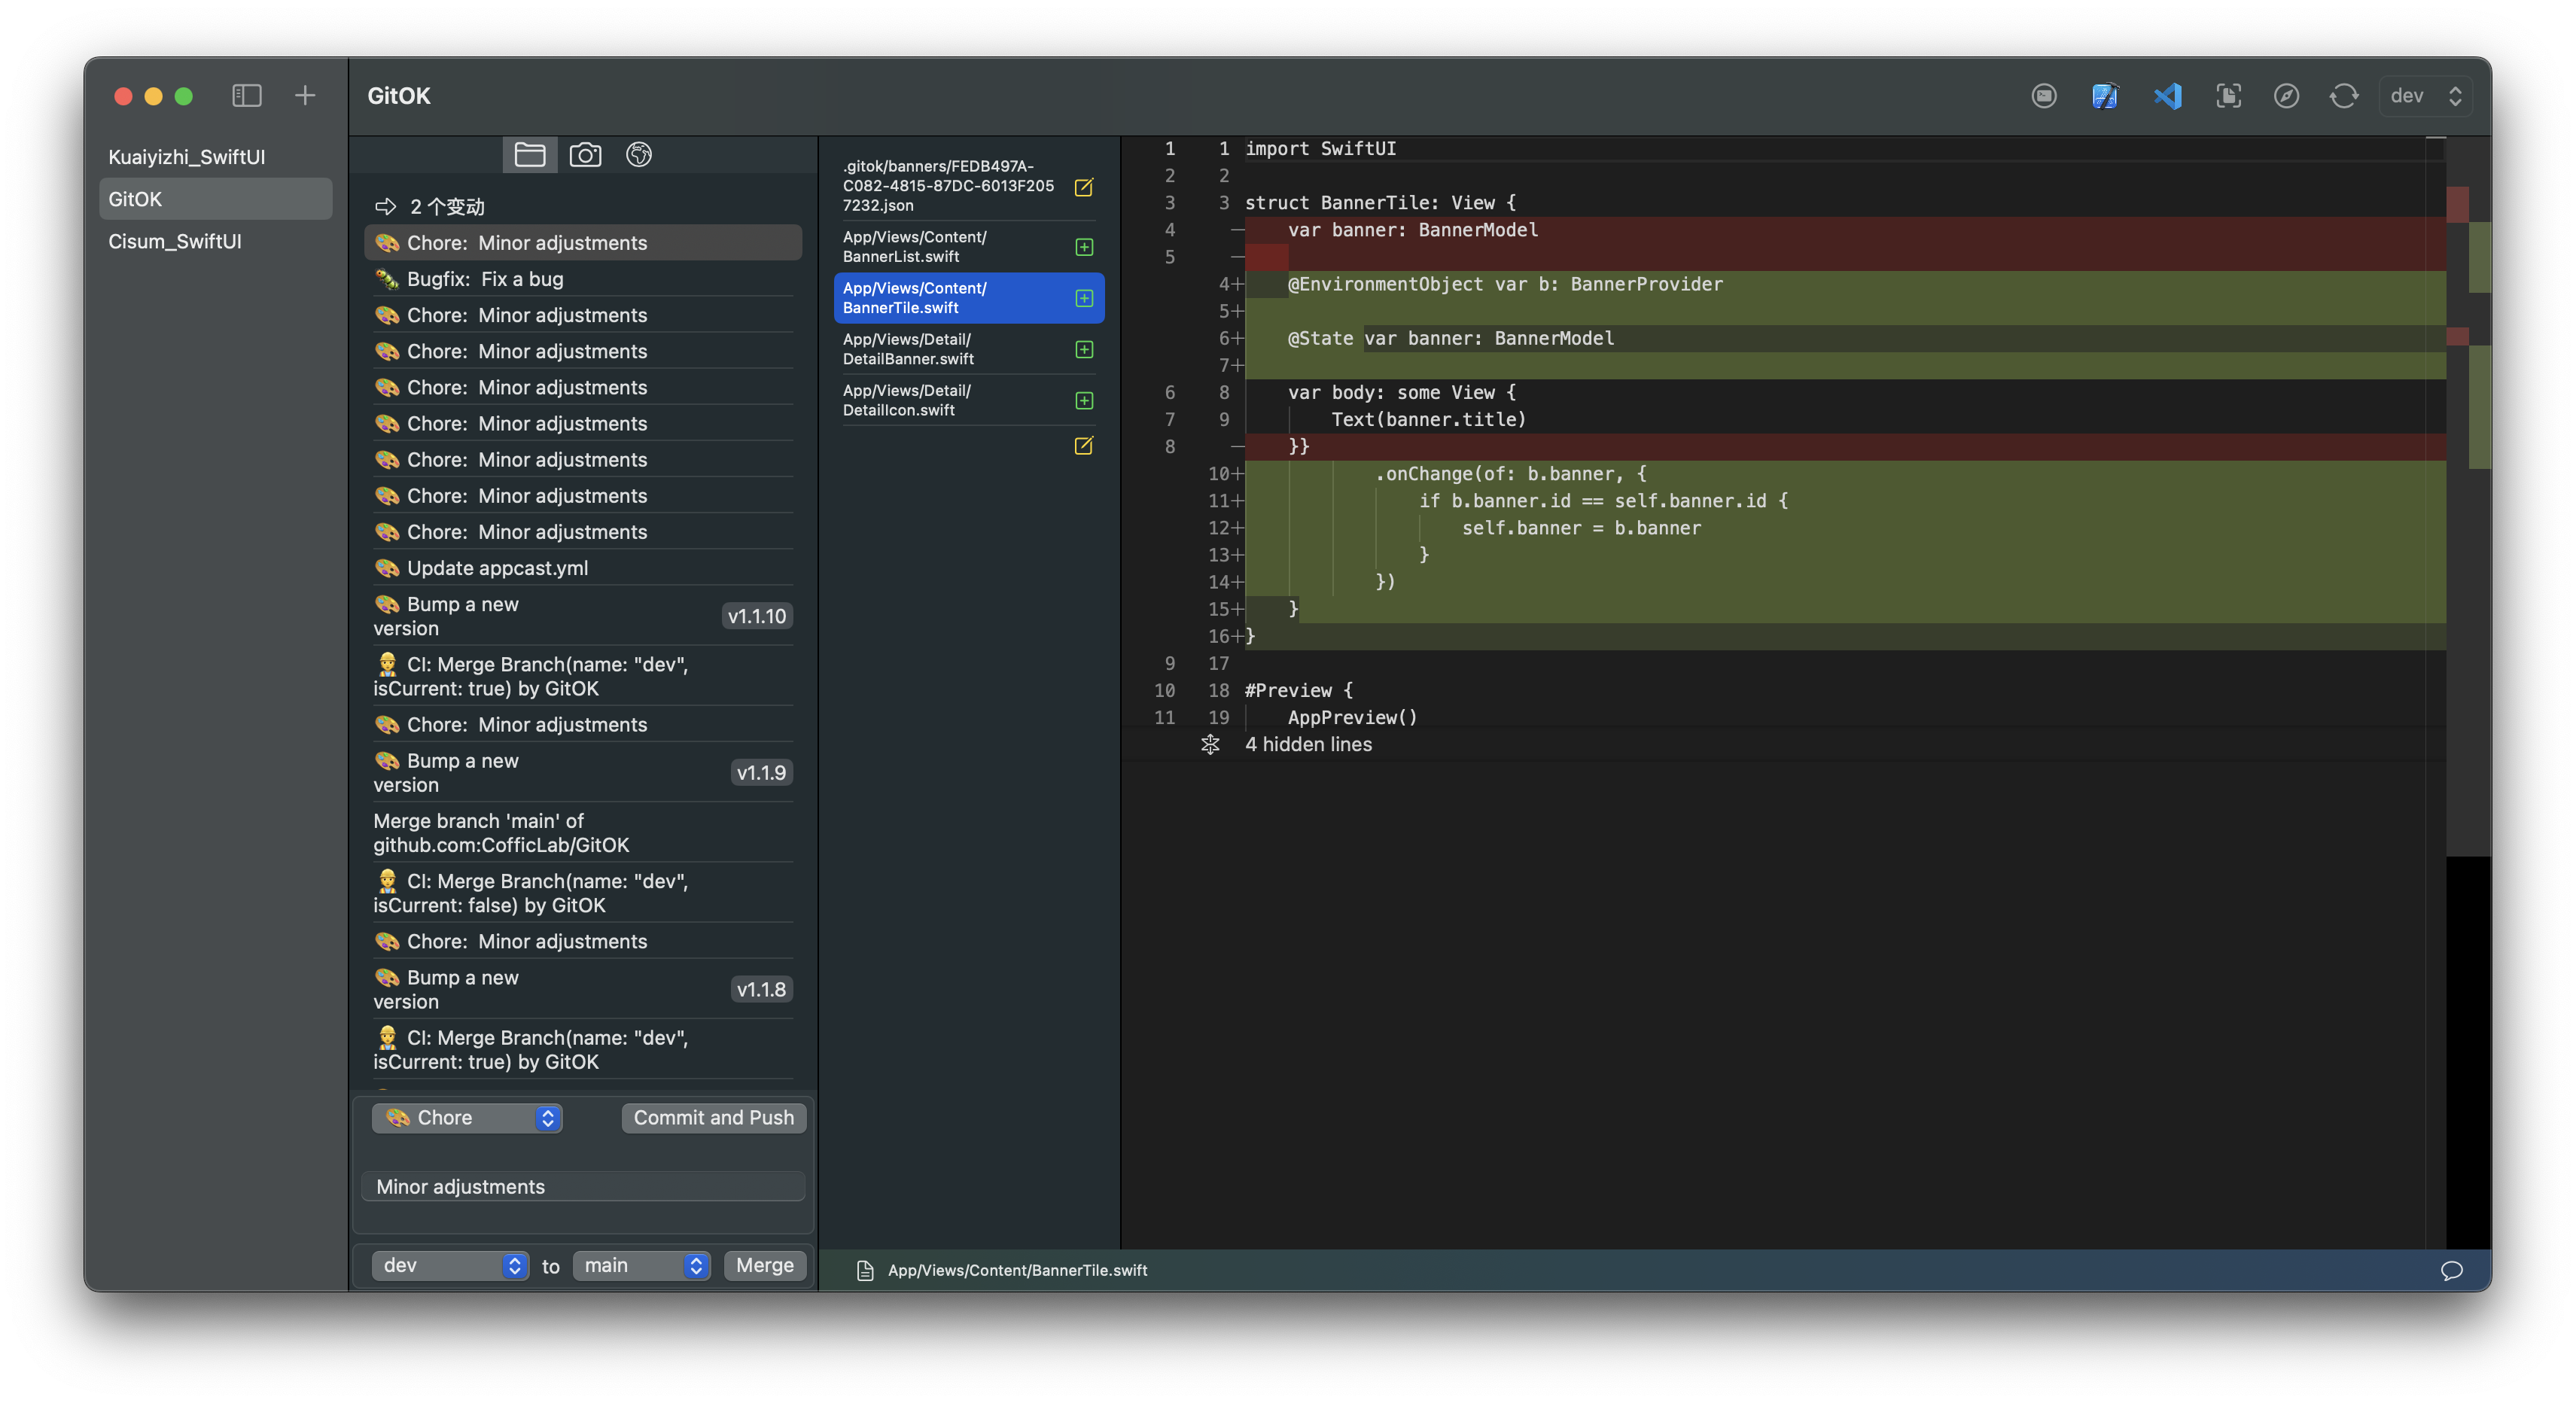 GitOK
dev
Kuaiyizhi_SwiftUI
GitOK
Cisum_SwiftUI
2 个变动
Chore: Minor adjustments
Bugfix: Fix a bug
Chore: Minor adjustments
Chore: Minor adjustments
Chore: Minor adjustments
Chore: Minor adjustments
Chore: Minor adjustments
Chore: Minor adjustments
Chore: Minor adjustments
Update appcast.yml
Bump a new
version
v1.1.10
CI: Merge Branch(name: "dev",
isCurrent: true) by GitOK
Chore: Minor adjustments
Bump a new
version
v1.1.9
Merge branch 'main' of
github.com:CofficLab/GitOK
CI: Merge Branch(name: "dev",
isCurrent: false) by GitOK
Chore: Minor adjustments
Bump a new
version
v1.1.8
CI: Merge Branch(name: "dev",
isCurrent: true) by GitOK
Chore
Commit and Push
Minor adjustments
dev to main Merge
.gitok/banners/FEDB497A-
C082-4815-87DC-6013F205
7232.json
App/Views/Content/
BannerList.swift
App/Views/Content/
BannerTile.swift
App/Views/Detail/
DetailBanner.swift
App/Views/Detail/
DetailIcon.swift
1 1 import SwiftUI
2 2
3 3 struct BannerTile: View {
4 — var banner: BannerModel
5 —
4+ @EnvironmentObject var b: BannerProvider
5+
6+ @State var banner: BannerModel
7+
6 8 var body: some View {
7 9 Text(banner.title)
8 — }}
10+ .onChange(of: b.banner, {
11+ if b.banner.id == self.banner.id {
12+ self.banner = b.banner
13+ }
14+ })
15+ }
16+ }
9 17
10 18 #Preview {
11 19 AppPreview()
4 hidden lines
App/Views/Content/BannerTile.swift